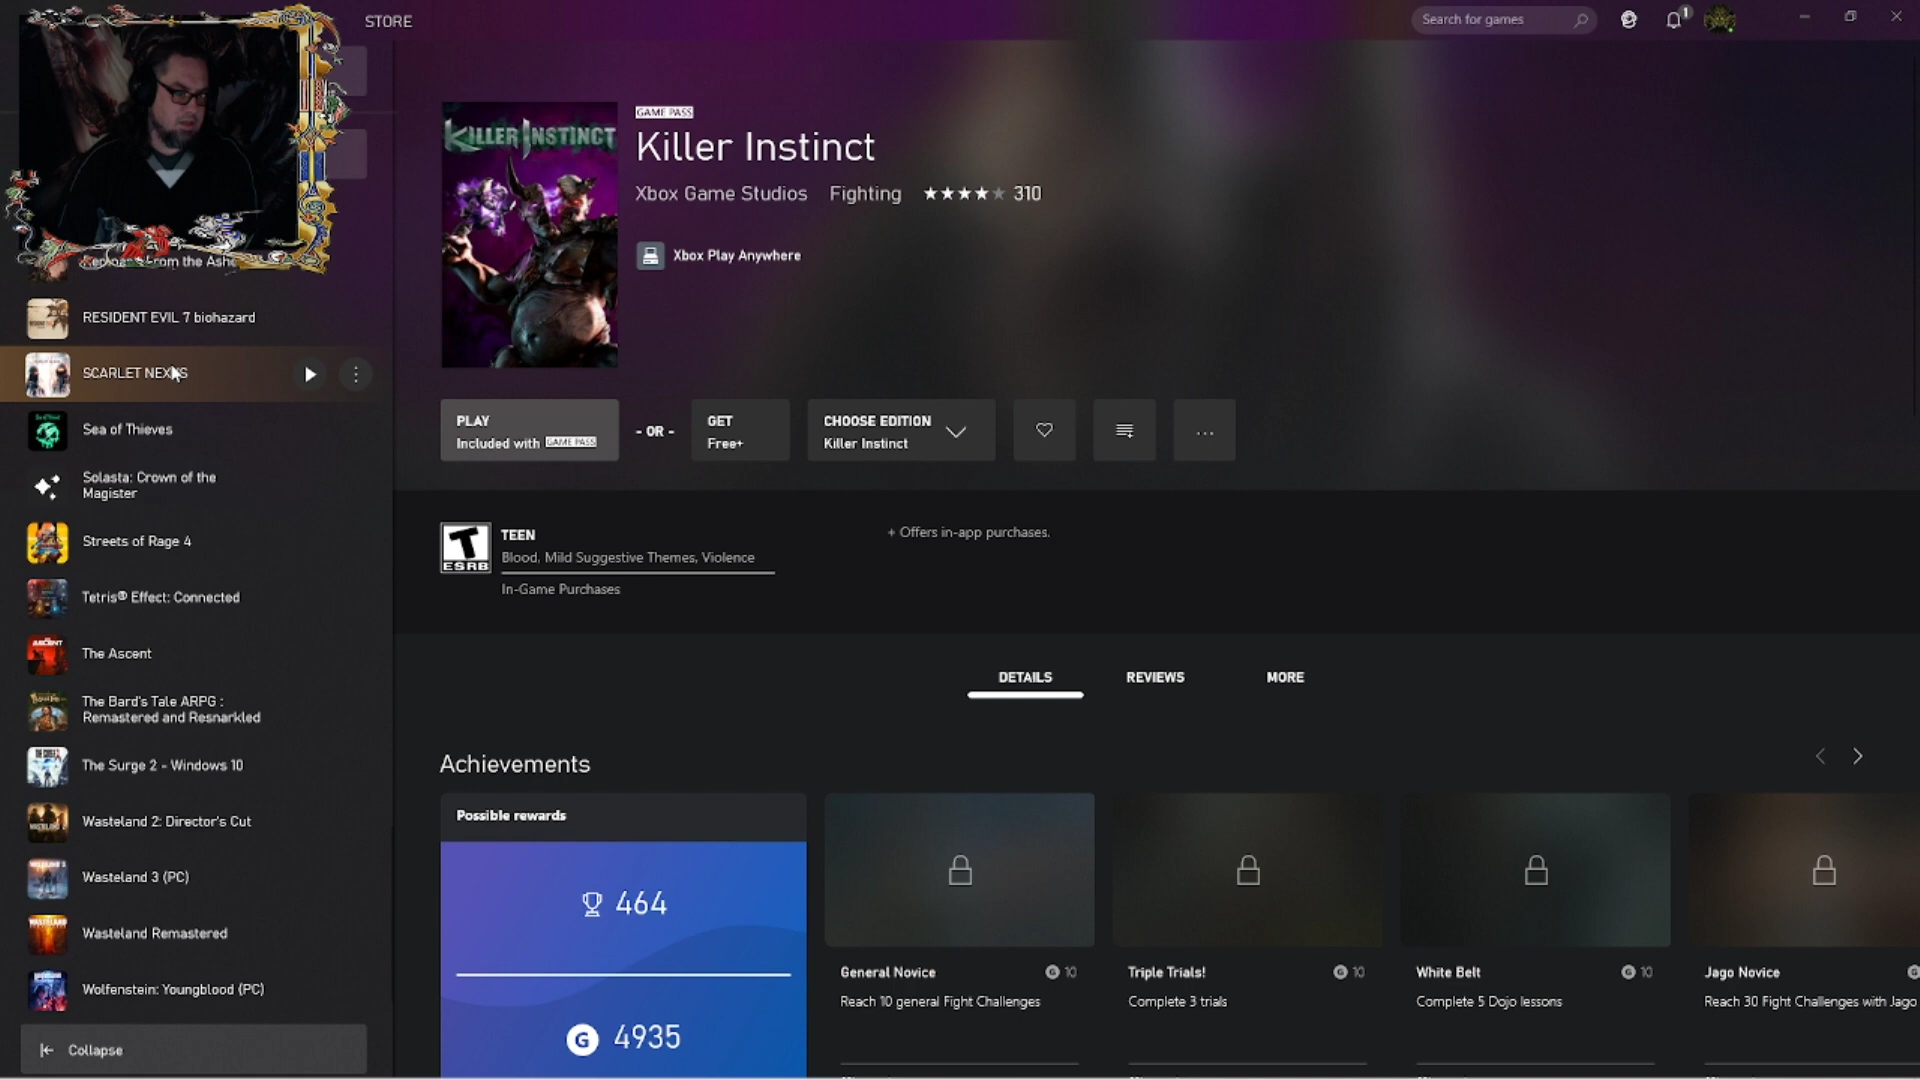 STORE
Search for games
1
KILLER INSTINCT
GAME PASS
Killer Instinct
Xbox Game Studios Fighting ★★★★★ 310
Xbox Play Anywhere
PLAY
Included with GAME PASS
- OR -
GET
Free+
CHOOSE EDITION
Killer Instinct
...
from the Ashe
RESIDENT EVIL 7 biohazard
SCARLET NEXUS
Sea of Thieves
Solasta: Crown of the
Magister
Streets of Rage 4
Tetris® Effect: Connected
The Ascent
The Bard's Tale ARPG :
Remastered and Resnarkled
The Surge 2 - Windows 10
Wasteland 2: Director's Cut
Wasteland 3 (PC)
Wasteland Remastered
Wolfenstein: Youngblood (PC)
Collapse
T
ESRB
TEEN
Blood, Mild Suggestive Themes, Violence
In-Game Purchases
+ Offers in-app purchases.
DETAILS REVIEWS MORE
Achievements
Possible rewards
464
G 4935
General Novice G 10
Reach 10 general Fight Challenges
Triple Trials! G 10
Complete 3 trials
White Belt G 10
Complete 5 Dojo lessons
Jago Novice
Reach 30 Fight Challenges with Jago